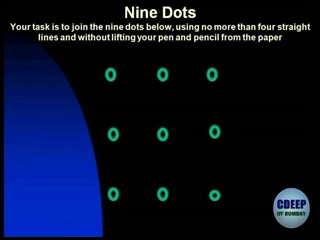 Nine Dots
Your task is to join the nine dots below, using no more than four straight
lines and without lifting your pen and pencil from the paper
CDEEP
IIT BOMBAY